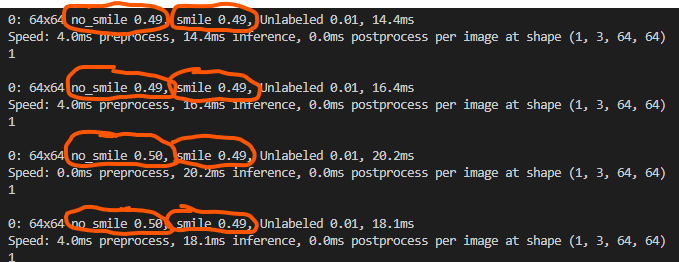 0: 64x64 no_smile 0.49, smile 0.49, Unlabeled 0.01, 14.4ms
Speed: 4.0ms preprocess, 14.4ms inference, 0.0ms postprocess per image at shape (1, 3, 64, 64)
1
0: 64x64 no_smile 0.49, smile 0.49, Unlabeled 0.01, 16.4ms
Speed: 4.0ms preprocess, 16.4ms inference, 0.0ms postprocess per image at shape (1, 3, 64, 64)
1
0: 64x64 no_smile 0.50, smile 0.49, Unlabeled 0.01, 20.2ms
Speed: 0.0ms preprocess, 20.2ms inference, 0.0ms postprocess per image at shape (1, 3, 64, 64)
1
0: 64x64 no_smile 0.50, smile 0.49, Unlabeled 0.01, 18.1ms
Speed: 4.0ms preprocess, 18.1ms inference, 0.0ms postprocess per image at shape (1, 3, 64, 64)
1